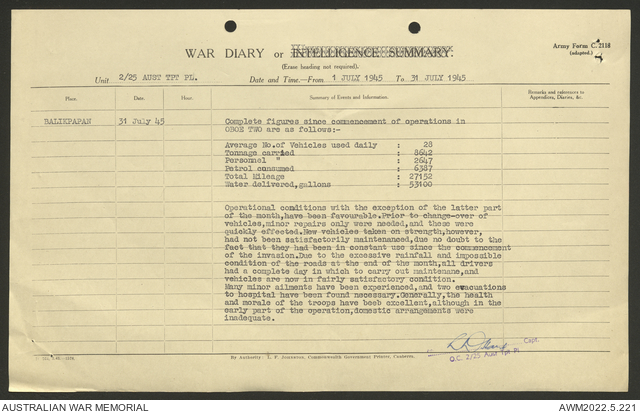 WAR DIARY or INTELLIGENCE SUMMARY.
Army Form C. 2118
(adapted.)
(Erase heading not required).
Unit 2/25 AUST TPT PL. Date and Time.—From 1 JULY 1945 To 31 JULY 1945
Place. Date. Hour. Summary of Events and Information. Remarks and references to
Appendices, Diaries, &c.
BALIKPAPAN 31 July 45 Complete figures since commencement of operations in
OBOE TWO are as follows:-
Average No.of Vehicles used daily : 28
Tonnage carried : 8642
Personnel " : 2647
Petrol consumed : 6387
Total Mileage : 27152
Water delivered,gallons : 53100
Operational conditions with the exception of the latter part
of the month,have been favourable.Prior to change-over of
vehicles,minor repairs only were needed,and these were
quickly effected.New vehicles taken on strength,however,
had not been satisfactorily maintenanced,due no doubt to the
fact that they had been in constant use since the commencement
of the invasion.Due to the excessive rainfall and impossible
condition of the roads at the end of the month,all drivers
had a complete day in which to carry out maintenane,and
vehicles are now in fairly satisfactory condition.
Many minor ailments have been experienced,and two evacuations
to hospital have been found necessary.Generally,the health
and morale of the troops have beeb excellent,although in the
early part of the operation,domestic arrangements were
inadequate.
Capt.
O.C. 2/25 Aust Tpt Pl
By Authority: L. F. Johnston, Commonwealth Government Printer, Canberra.
AUSTRALIAN WAR MEMORIAL AWM2022.5.221